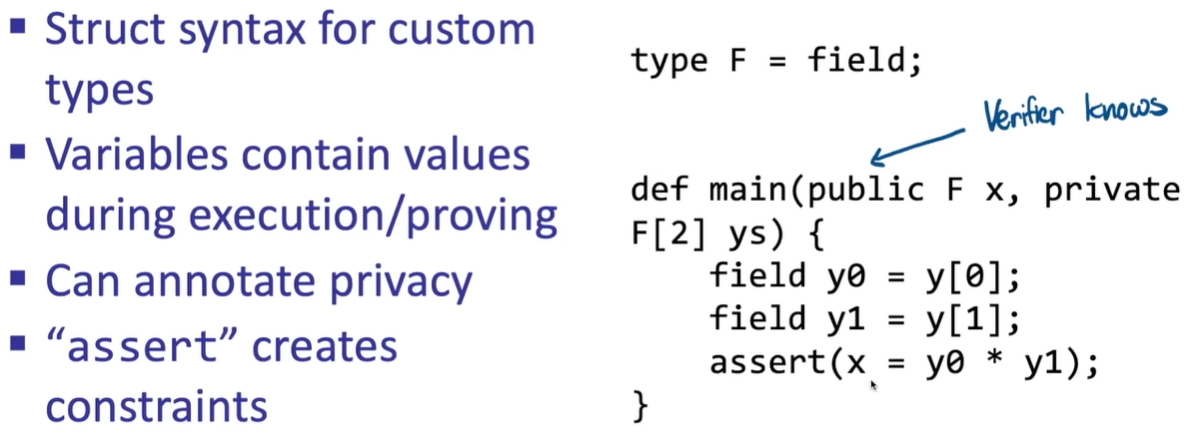 ▪ Struct syntax for custom
types
▪ Variables contain values
during execution/proving
▪ Can annotate privacy
▪ “assert” creates
constraints
type F = field;
Verifier knows
def main(public F x, private
F[2] ys) {
    field y0 = y[0];
    field y1 = y[1];
    assert(x = y0 * y1);
}